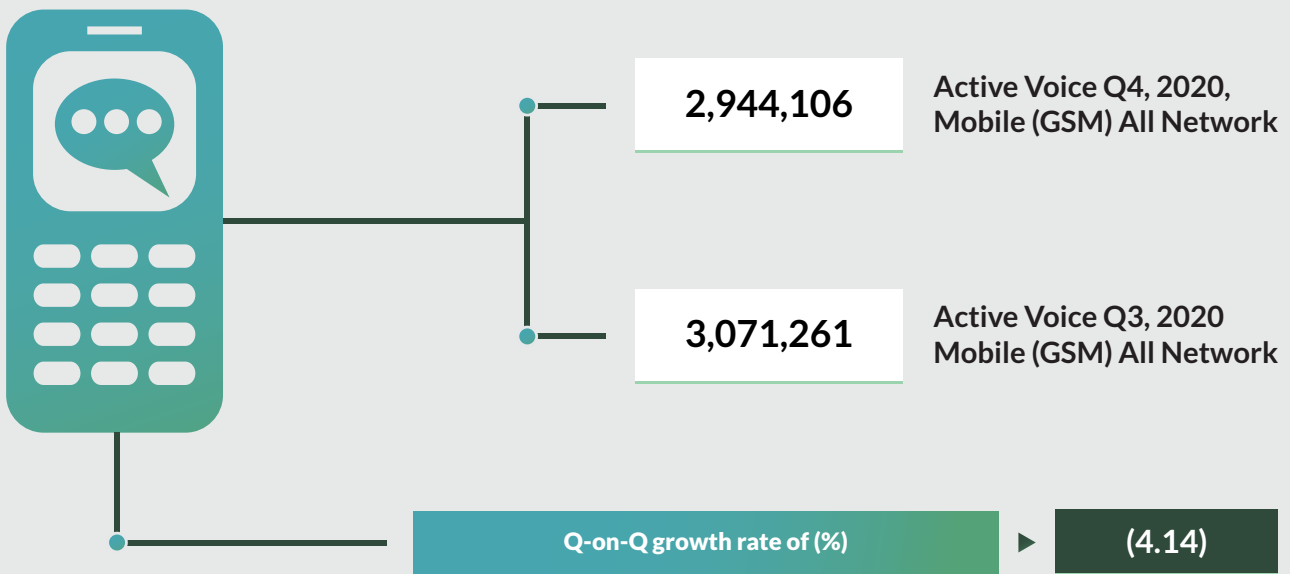 2,944,106
Active Voice Q4, 2020,
Mobile (GSM) All Network
3,071,261
Active Voice Q3, 2020
Mobile (GSM) All Network
Q-on-Q growth rate of (%)
(4.14)